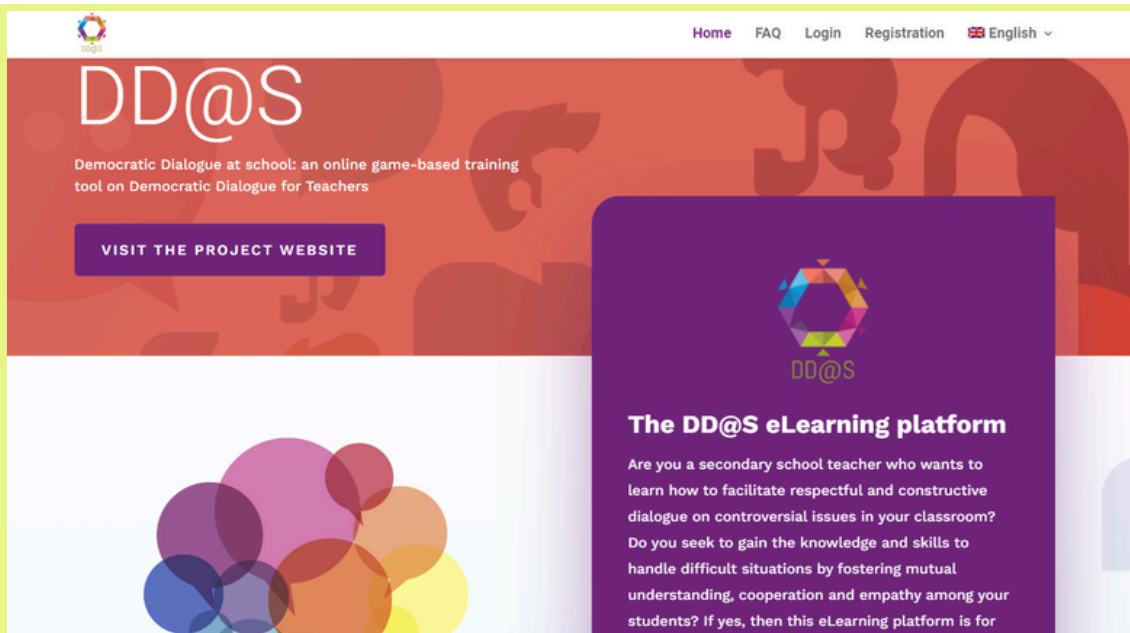 DD@S
Home FAQ Login Registration English
DD@S
Democratic Dialogue at school: an online game-based training
tool on Democratic Dialogue for Teachers
VISIT THE PROJECT WEBSITE
DD@S
The DD@S eLearning platform
Are you a secondary school teacher who wants to
learn how to facilitate respectful and constructive
dialogue on controversial issues in your classroom?
Do you seek to gain the knowledge and skills to
handle difficult situations by fostering mutual
understanding, cooperation and empathy among your
students? If yes, then this eLearning platform is for